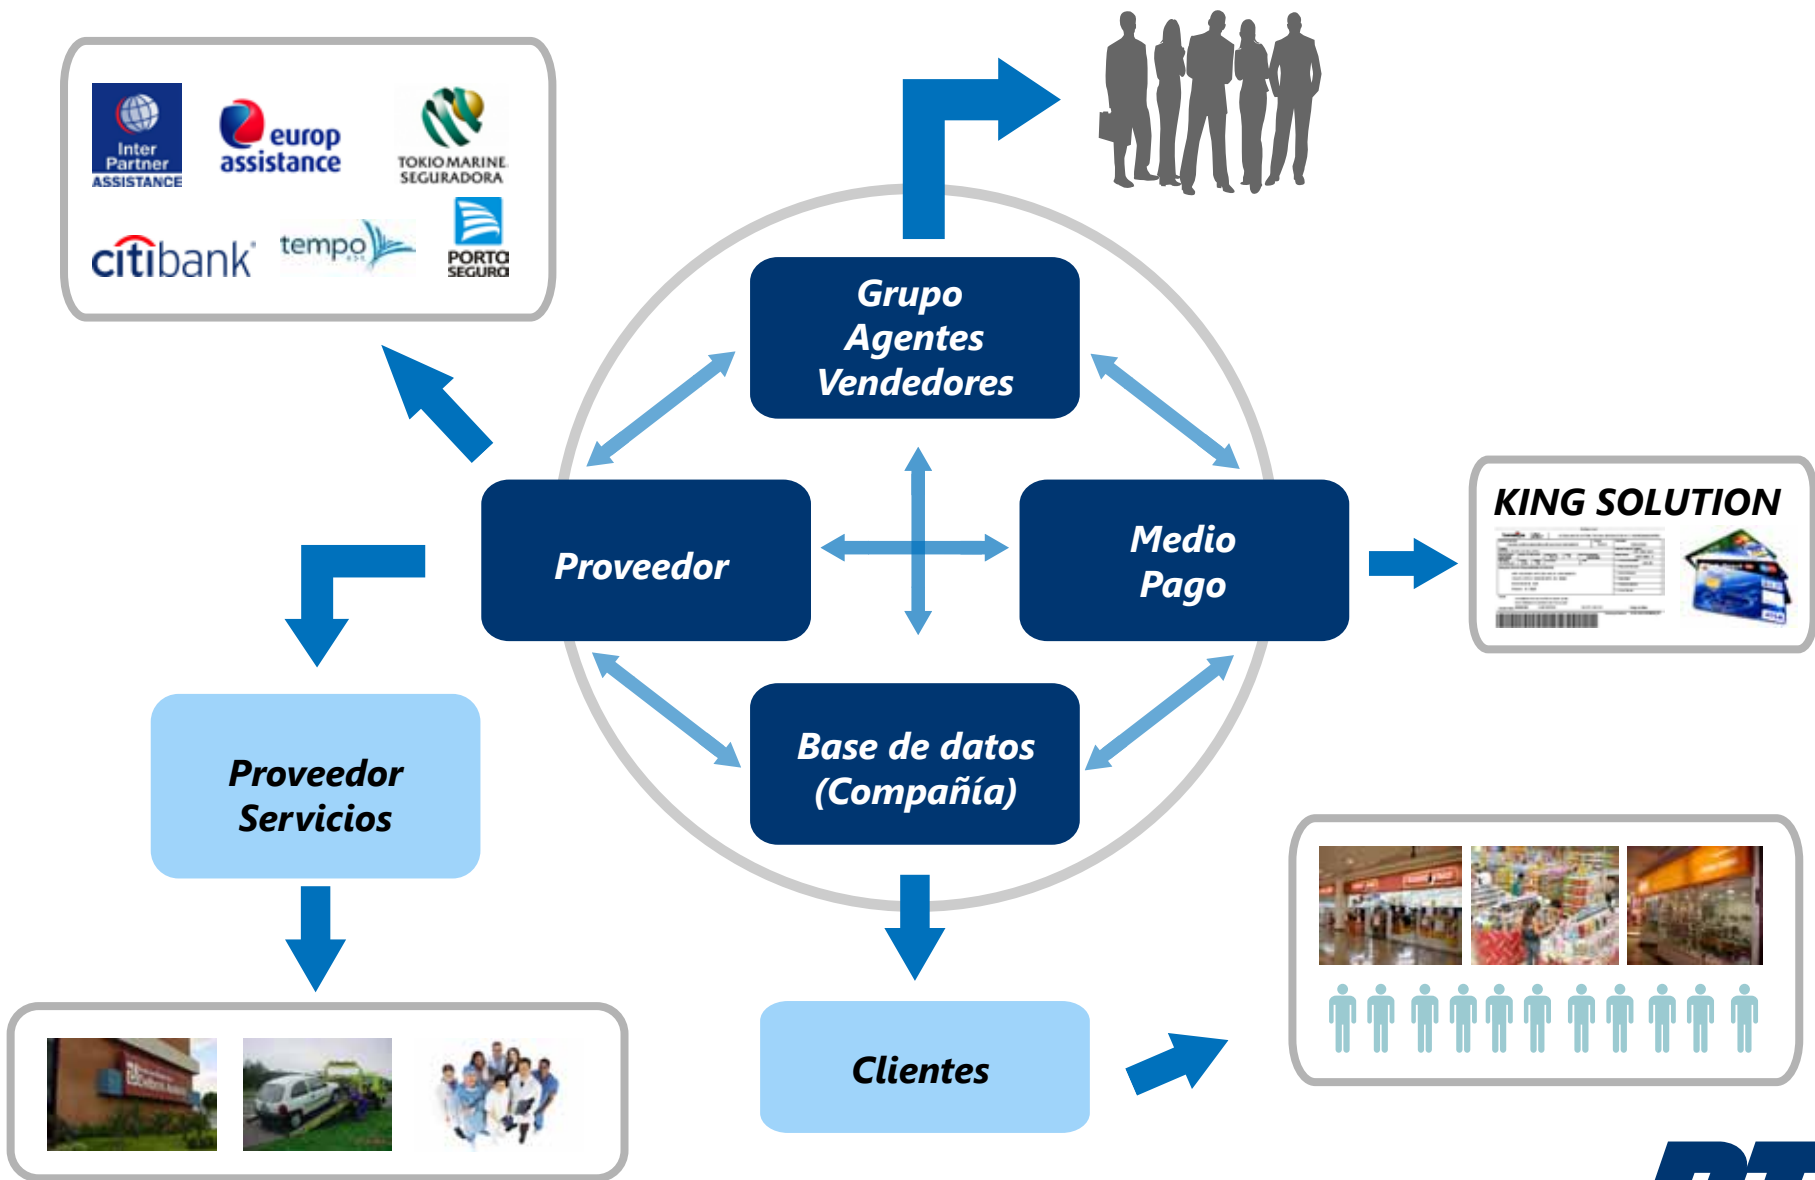 Inter
Partner
ASSISTANCE
europ
assistance
TOKIO MARINE
SEGURADORA
citibank
tempo
PORTO
SEGURO
Grupo
Agentes
Vendedores
Proveedor
Medio
Pago
KING SOLUTION
Base de datos
(Compañía)
Proveedor
Servicios
Clientes